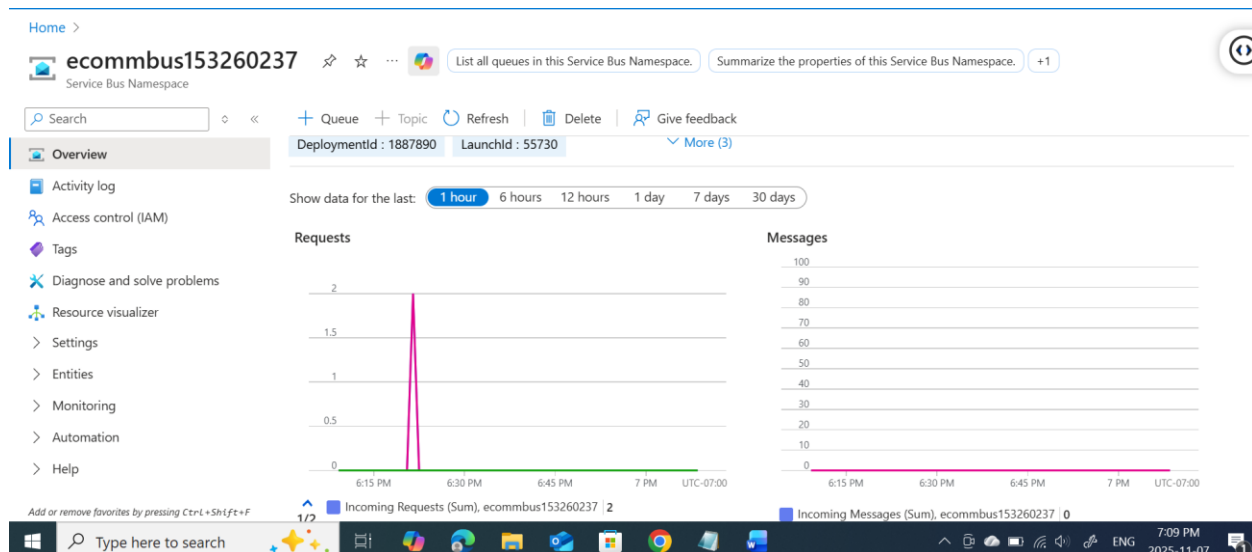 Home >
ecommbus153260237
List all queues in this Service Bus Namespace.
Summarize the properties of this Service Bus Namespace.
+1
Service Bus Namespace
Search
+ Queue
+ Topic
Refresh
Delete
Give feedback
DeploymentId : 1887890
LaunchId : 55730
More (3)
Overview
Activity log
Access control (IAM)
Tags
Diagnose and solve problems
Resource visualizer
Settings
Entities
Monitoring
Automation
Help
Add or remove favorites by pressing Ctrl+Shift+F
Show data for the last:
1 hour
6 hours
12 hours
1 day
7 days
30 days
Requests
2
1.5
1
0.5
0
6:15 PM
6:30 PM
6:45 PM
7 PM
UTC-07:00
1/2
Incoming Requests (Sum), ecommbus153260237
2
Messages
100
90
80
70
60
50
40
30
20
10
0
6:15 PM
6:30 PM
6:45 PM
7 PM
UTC-07:00
Incoming Messages (Sum), ecommbus153260237
0
Type here to search
ENG
7:09 PM
2025-11-07